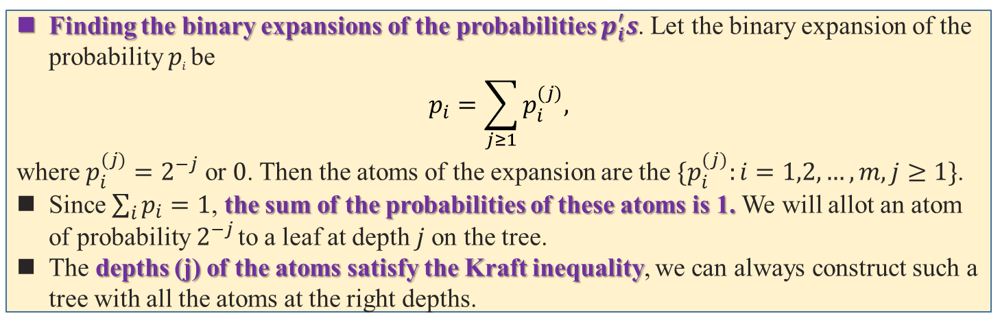 ■ Finding the binary expansions of the probabilities $p_i's$. Let the binary expansion of the
probability $p_i$ be
$p_i = \sum_{j \geq 1} p_i^{(j)},$
where $p_i^{(j)} = 2^{-j}$ or 0. Then the atoms of the expansion are the $\{p_i^{(j)}: i = 1,2, \ldots, m, j \geq 1\}$.
■ Since $\sum_i p_i = 1$, the sum of the probabilities of these atoms is 1. We will allot an atom
of probability $2^{-j}$ to a leaf at depth $j$ on the tree.
■ The depths (j) of the atoms satisfy the Kraft inequality, we can always construct such a
tree with all the atoms at the right depths.